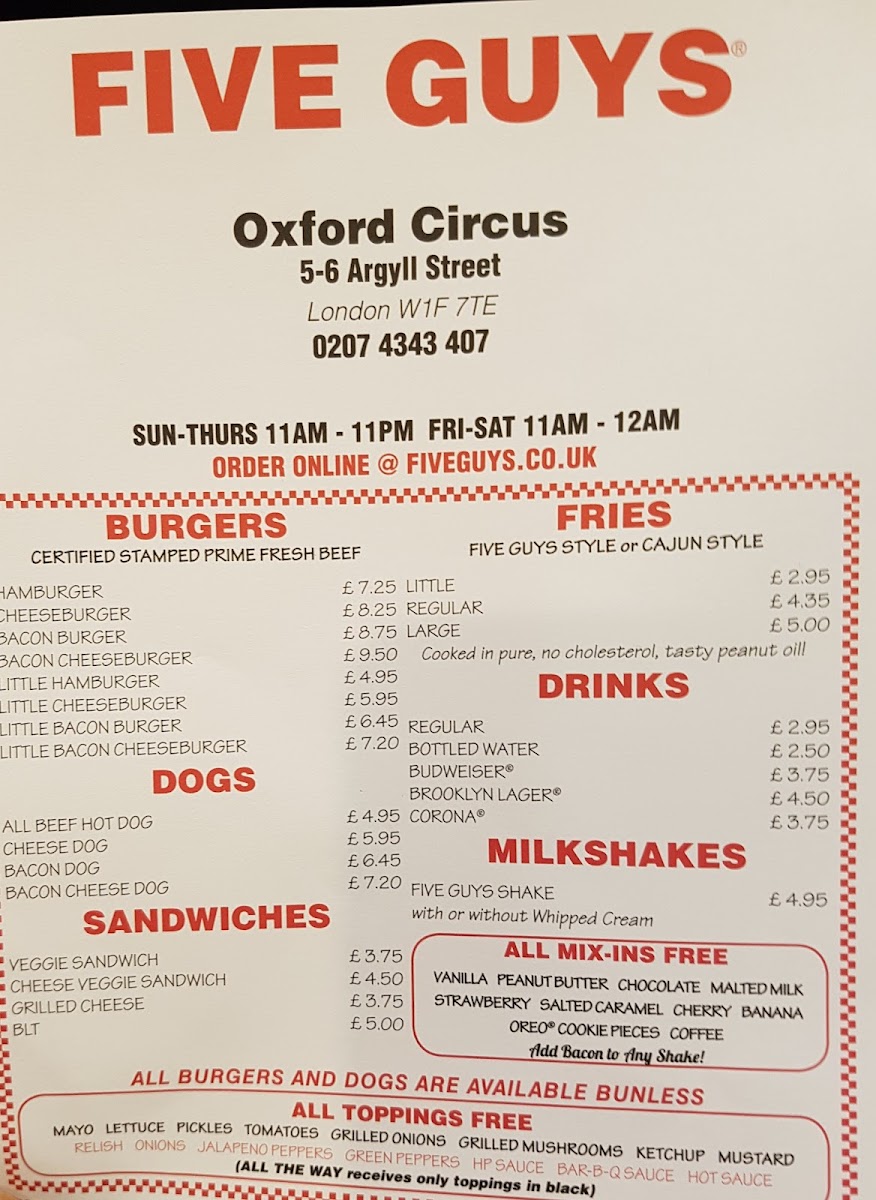 FIVE GUYS®
Oxford Circus
5-6 Argyll Street
London W1F 7TE
0207 4343 407
SUN-THURS 11AM - 11PM FRI-SAT 11AM - 12AM
ORDER ONLINE @ FIVEGUYS.CO.UK
BURGERS
CERTIFIED STAMPED PRIME FRESH BEEF
HAMBURGER £ 7.25
CHEESEBURGER £ 8.25
BACON BURGER £ 8.75
BACON CHEESEBURGER £ 9.50
LITTLE HAMBURGER £ 4.95
LITTLE CHEESEBURGER £ 5.95
LITTLE BACON BURGER £ 6.45
LITTLE BACON CHEESEBURGER £ 7.20
DOGS
ALL BEEF HOT DOG £ 4.95
CHEESE DOG £ 5.95
BACON DOG £ 6.45
BACON CHEESE DOG £ 7.20
SANDWICHES
VEGGIE SANDWICH £ 3.75
CHEESE VEGGIE SANDWICH £ 4.50
GRILLED CHEESE £ 3.75
BLT £ 5.00
FRIES
FIVE GUYS STYLE or CAJUN STYLE
LITTLE £ 2.95
REGULAR £ 4.35
LARGE £ 5.00
Cooked in pure, no cholesterol, tasty peanut oil!
DRINKS
REGULAR £ 2.95
BOTTLED WATER £ 2.50
BUDWEISER® £ 3.75
BROOKLYN LAGER® £ 4.50
CORONA® £ 3.75
MILKSHAKES
FIVE GUYS SHAKE £ 4.95
with or without Whipped Cream
ALL MIX-INS FREE
VANILLA PEANUT BUTTER CHOCOLATE MALTED MILK
STRAWBERRY SALTED CARAMEL CHERRY BANANA
OREO® COOKIE PIECES COFFEE
Add Bacon to Any Shake!
ALL BURGERS AND DOGS ARE AVAILABLE BUNLESS
ALL TOPPINGS FREE
MAYO LETTUCE PICKLES TOMATOES GRILLED ONIONS GRILLED MUSHROOMS KETCHUP MUSTARD
RELISH ONIONS JALAPENO PEPPERS GREEN PEPPERS HP SAUCE BAR-B-Q SAUCE HOT SAUCE
(ALL THE WAY receives only toppings in black)